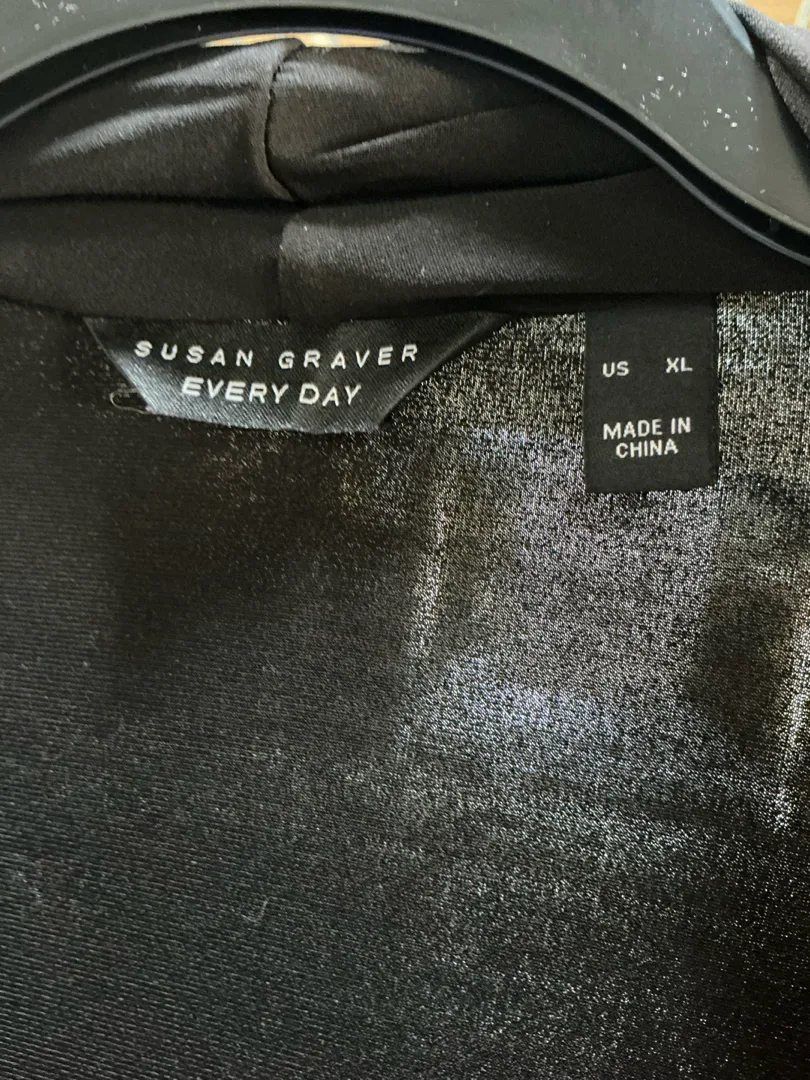 SUSAN GRAVER
EVERY DAY
US XL
MADE IN
CHINA